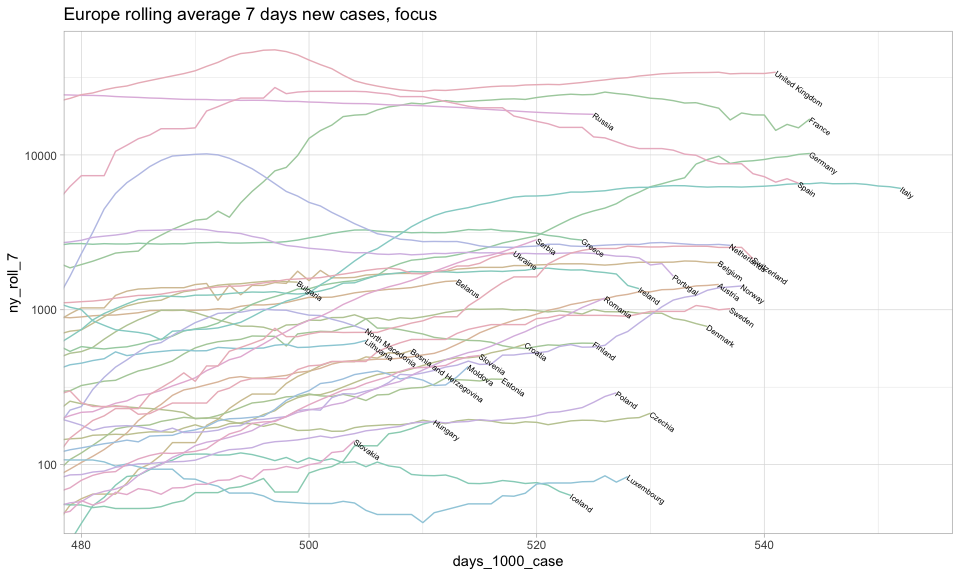 Europe rolling average 7 days new cases, focus
ny_roll_7
10000
1000
100
480
500
520
540
days_1000_case
United Kingdom
France
Russia
Germany
Spain
Italy
Serbia
Greece
Ukraine
Netherlands
Switzerland
Belgium
Bulgaria
Belarus
Ireland
Portugal
Austria
Norway
Romania
Sweden
Denmark
North Macedonia
Lithuania
Bosnia and Herzegovina
Croatia
Finland
Slovenia
Moldova
Estonia
Poland
Czechia
Hungary
Slovakia
Luxembourg
Iceland